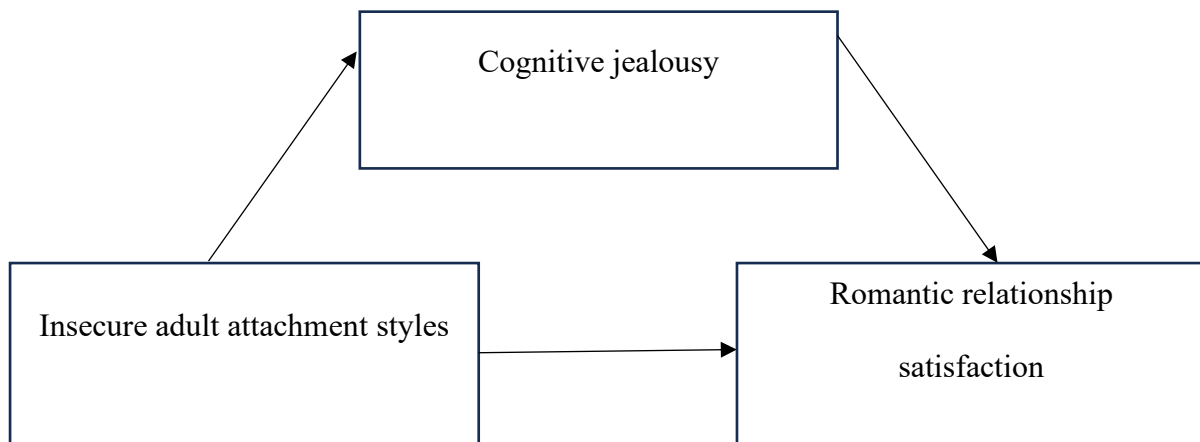 Cognitive jealousy
Insecure adult attachment styles
Romantic relationship
satisfaction